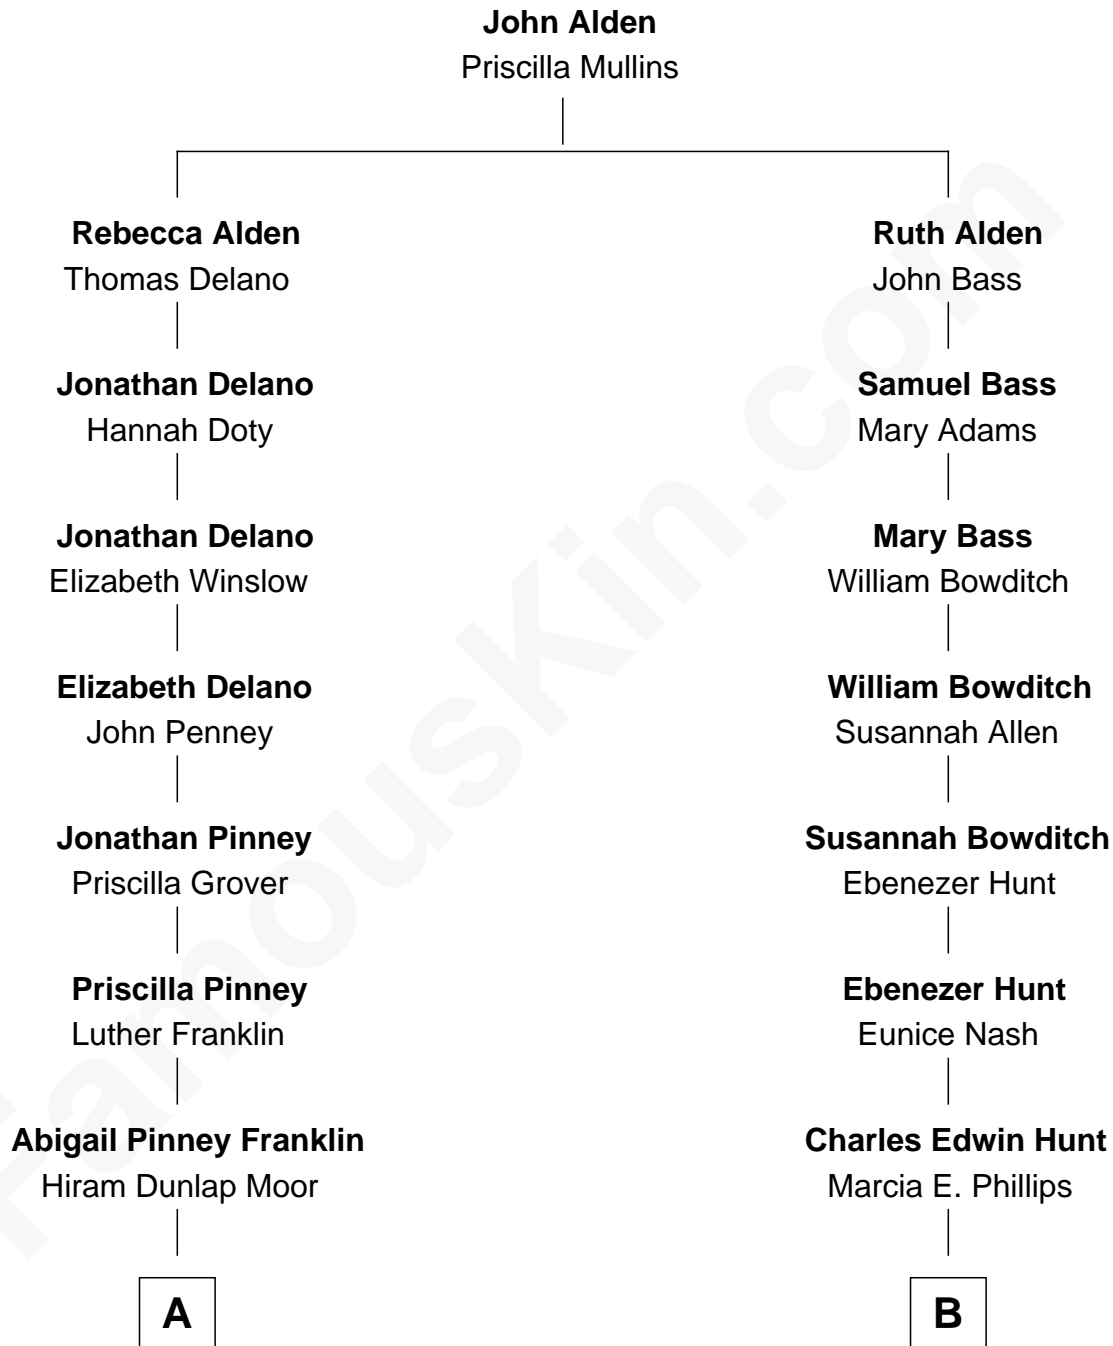 John Alden
Priscilla Mullins
Rebecca Alden
Thomas Delano
Ruth Alden
John Bass
Jonathan Delano
Hannah Doty
Samuel Bass
Mary Adams
Jonathan Delano
Elizabeth Winslow
Mary Bass
William Bowditch
Elizabeth Delano
John Penney
William Bowditch
Susannah Allen
Jonathan Pinney
Priscilla Grover
Susannah Bowditch
Ebenezer Hunt
Priscilla Pinney
Luther Franklin
Ebenezer Hunt
Eunice Nash
Abigail Pinney Franklin
Hiram Dunlap Moor
Charles Edwin Hunt
Marcia E. Phillips
A
B
FamousKin.com